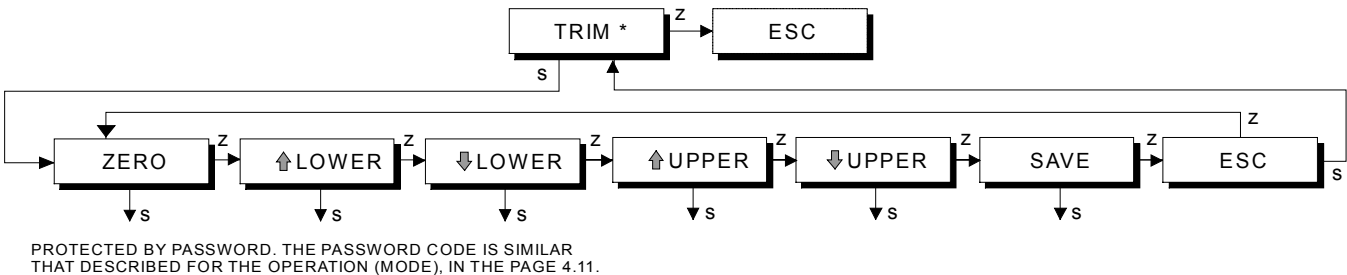 TRIM * z ESC
s
z
ZERO z ⇧LOWER z ⇩LOWER z ⇧UPPER z ⇩UPPER z SAVE z ESC s
s s s s s s
PROTECTED BY PASSWORD. THE PASSWORD CODE IS SIMILAR
THAT DESCRIBED FOR THE OPERATION (MODE), IN THE PAGE 4.11.